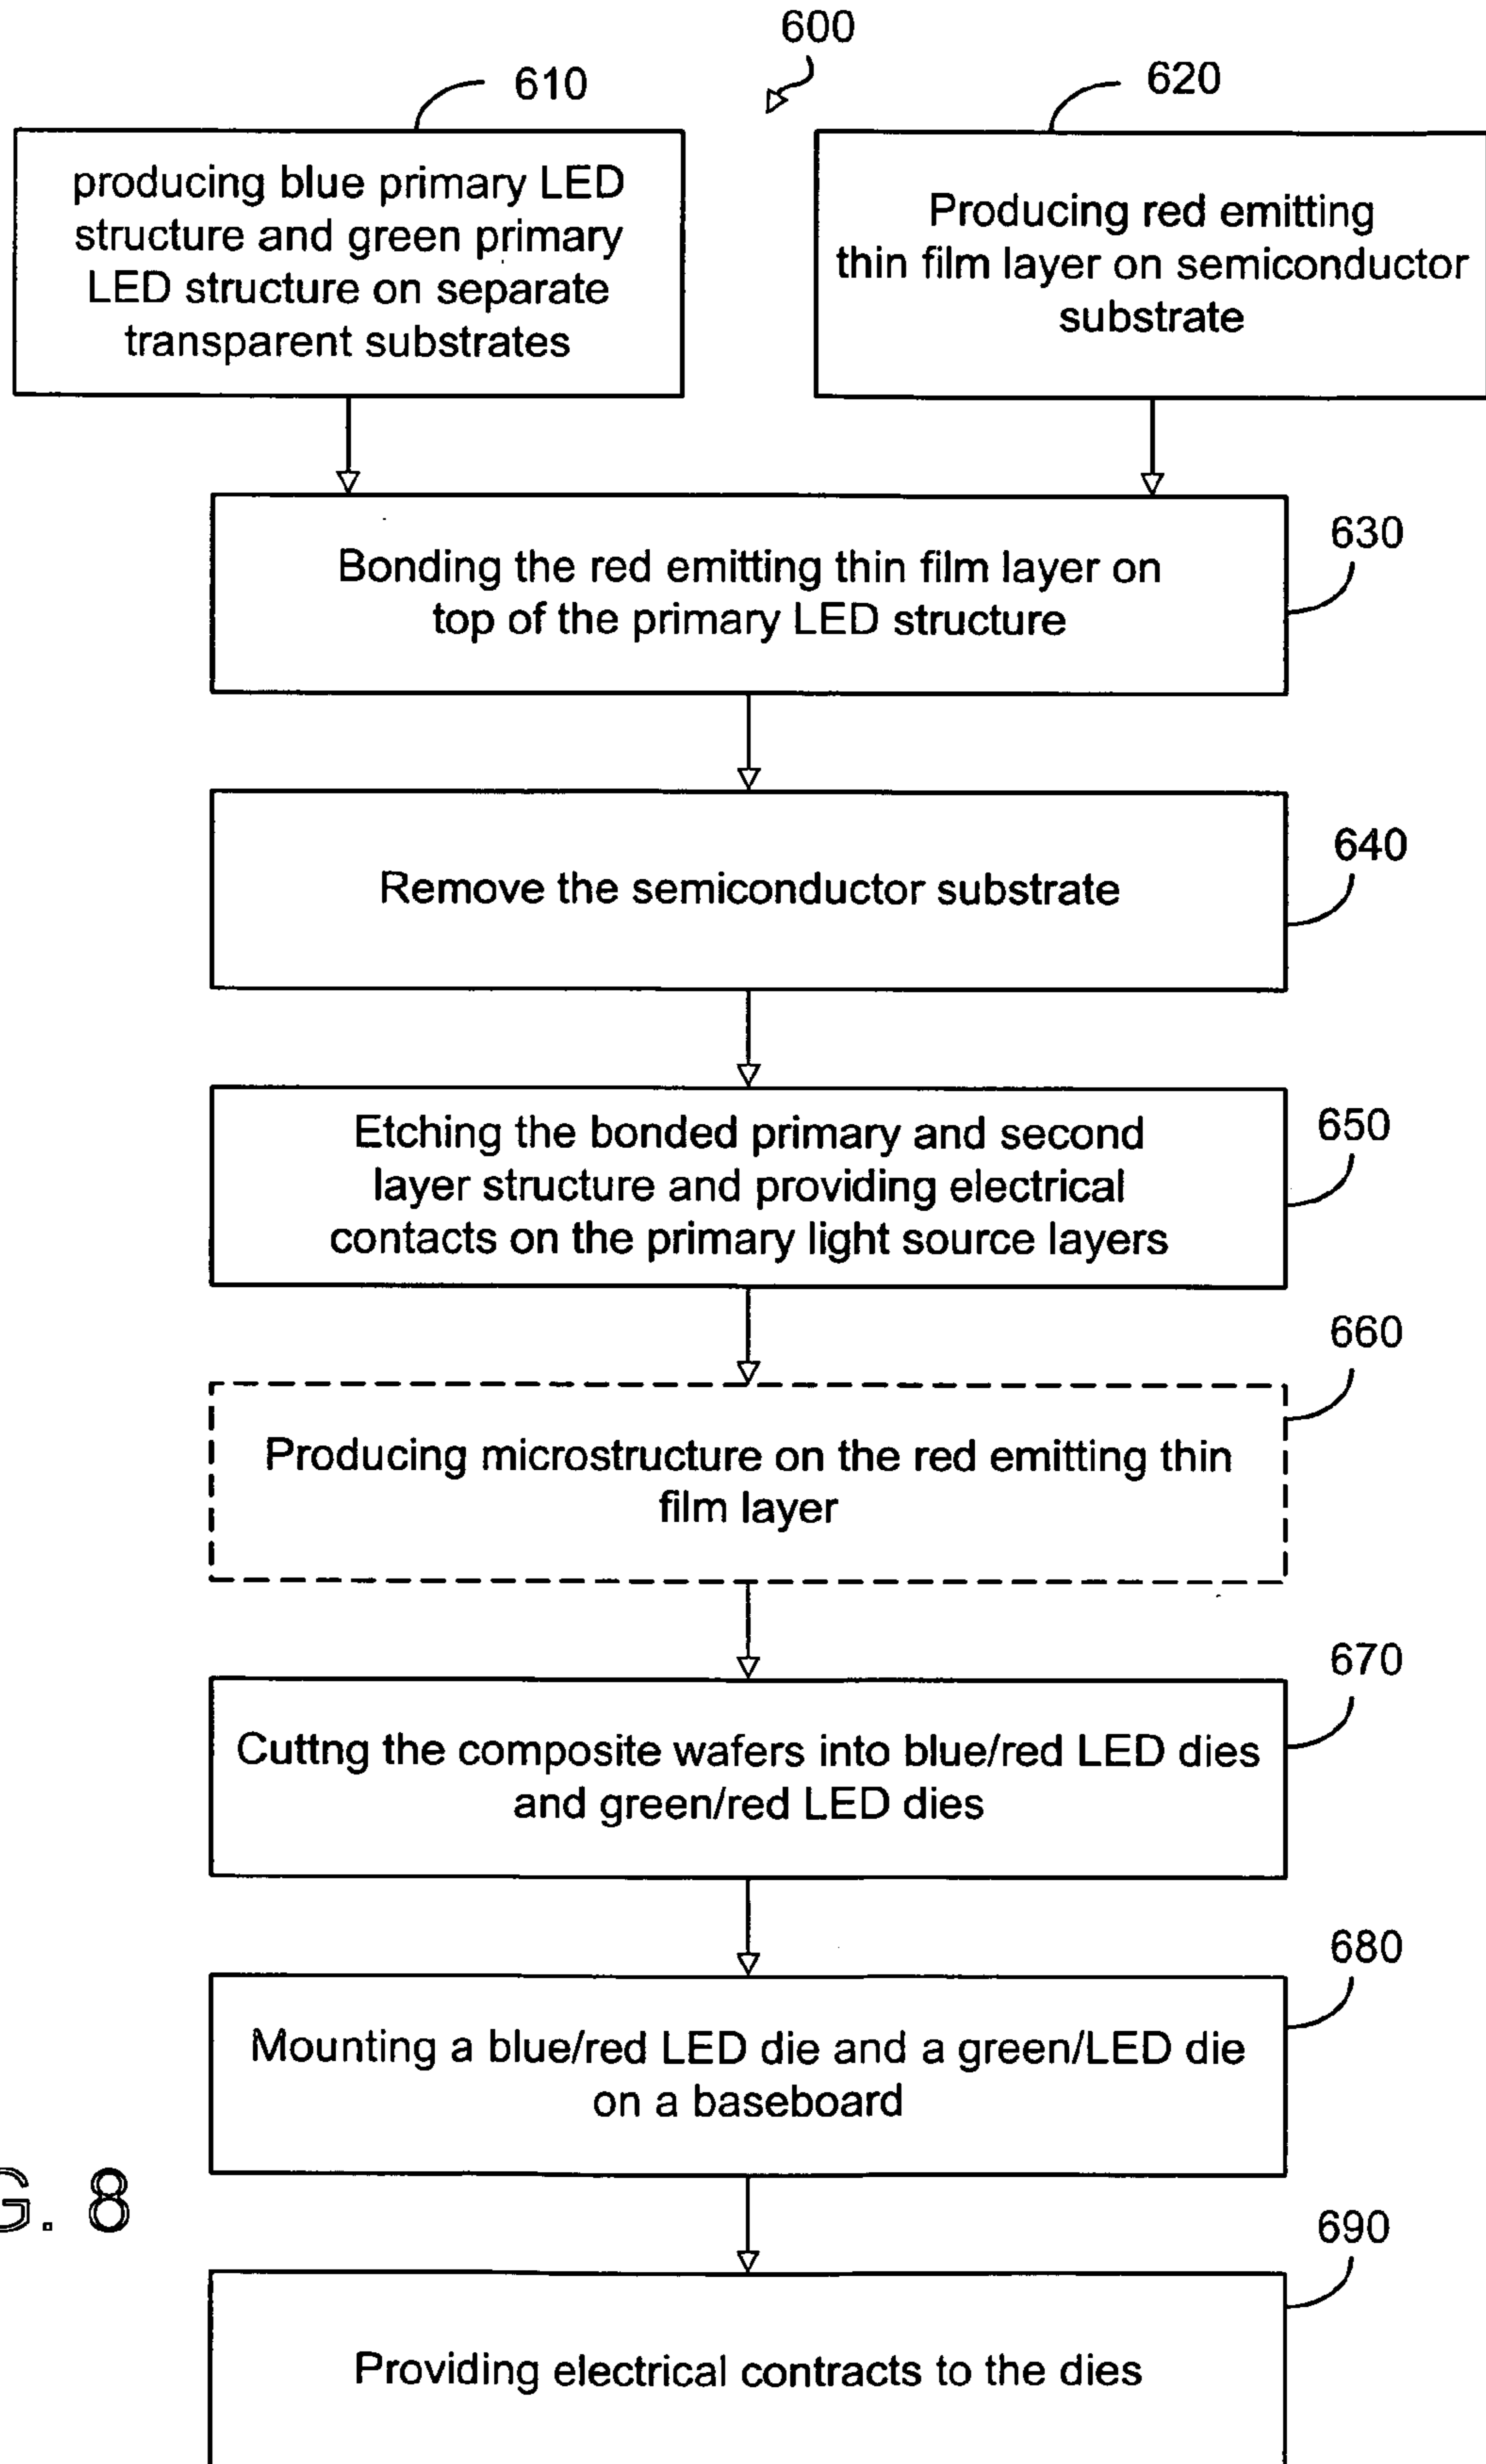 600
610
620
producing blue primary LED
structure and green primary
LED structure on separate
transparent substrates
Producing red emitting
thin film layer on semiconductor
substrate
630
Bonding the red emitting thin film layer on
top of the primary LED structure
640
Remove the semiconductor substrate
650
Etching the bonded primary and second
layer structure and providing electrical
contacts on the primary light source layers
660
Producing microstructure on the red emitting thin
film layer
670
Cuttng the composite wafers into blue/red LED dies
and green/red LED dies
680
Mounting a blue/red LED die and a green/LED die
on a baseboard
G. 8
690
Providing electrical contracts to the dies